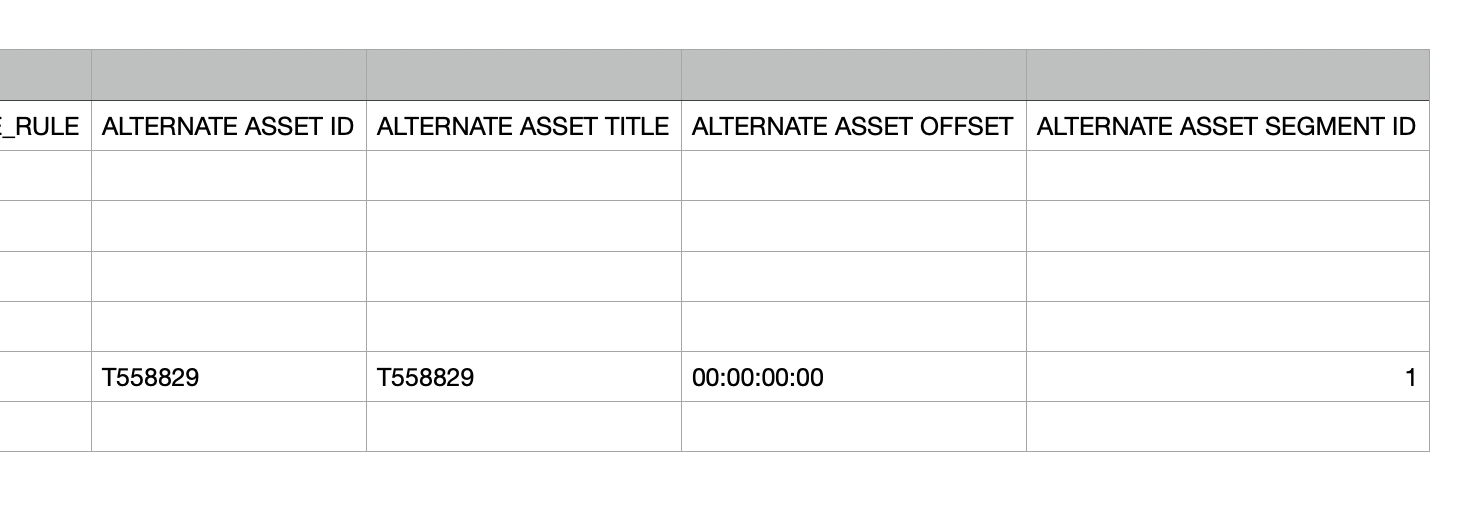 _RULE ALTERNATE ASSET ID ALTERNATE ASSET TITLE ALTERNATE ASSET OFFSET ALTERNATE ASSET SEGMENT ID
T558829 T558829 00:00:00:00 1